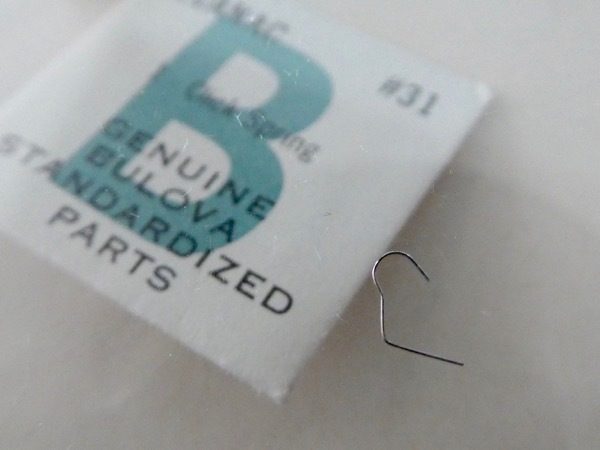 #31
Click Spring
B
GENUINE
BULOVA
STANDARDIZED
PARTS